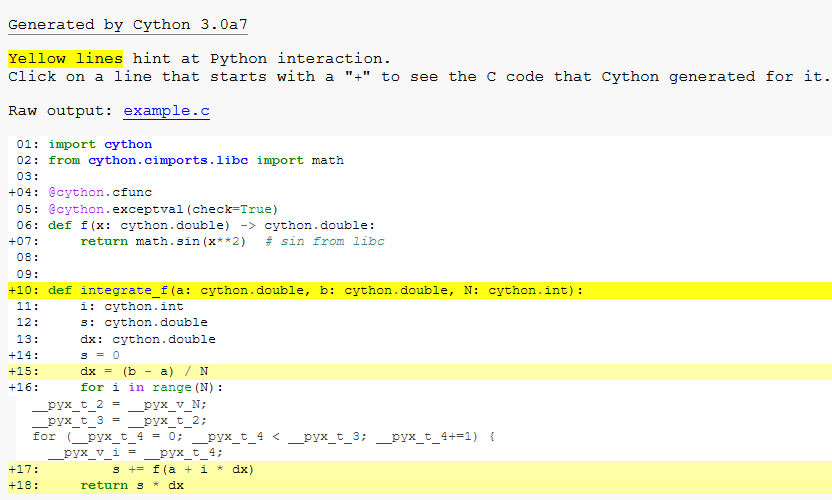 Generated by Cython 3.0a7
Yellow lines hint at Python interaction.
Click on a line that starts with a "+" to see the C code that Cython generated for it.
Raw output: example.c
 01: import cython
 02: from cython.cimports.libc import math
 03:
+04: @cython.cfunc
 05: @cython.exceptval(check=True)
 06: def f(x: cython.double) -> cython.double:
+07:     return math.sin(x**2)  # sin from libc
 08:
 09:
+10: def integrate_f(a: cython.double, b: cython.double, N: cython.int):
 11:     i: cython.int
 12:     s: cython.double
 13:     dx: cython.double
+14:     s = 0
+15:     dx = (b - a) / N
+16:     for i in range(N):
   __pyx_t_2 = __pyx_v_N;
   __pyx_t_3 = __pyx_t_2;
   for (__pyx_t_4 = 0; __pyx_t_4 < __pyx_t_3; __pyx_t_4+=1) {
     __pyx_v_i = __pyx_t_4;
+17:         s += f(a + i * dx)
+18:     return s * dx